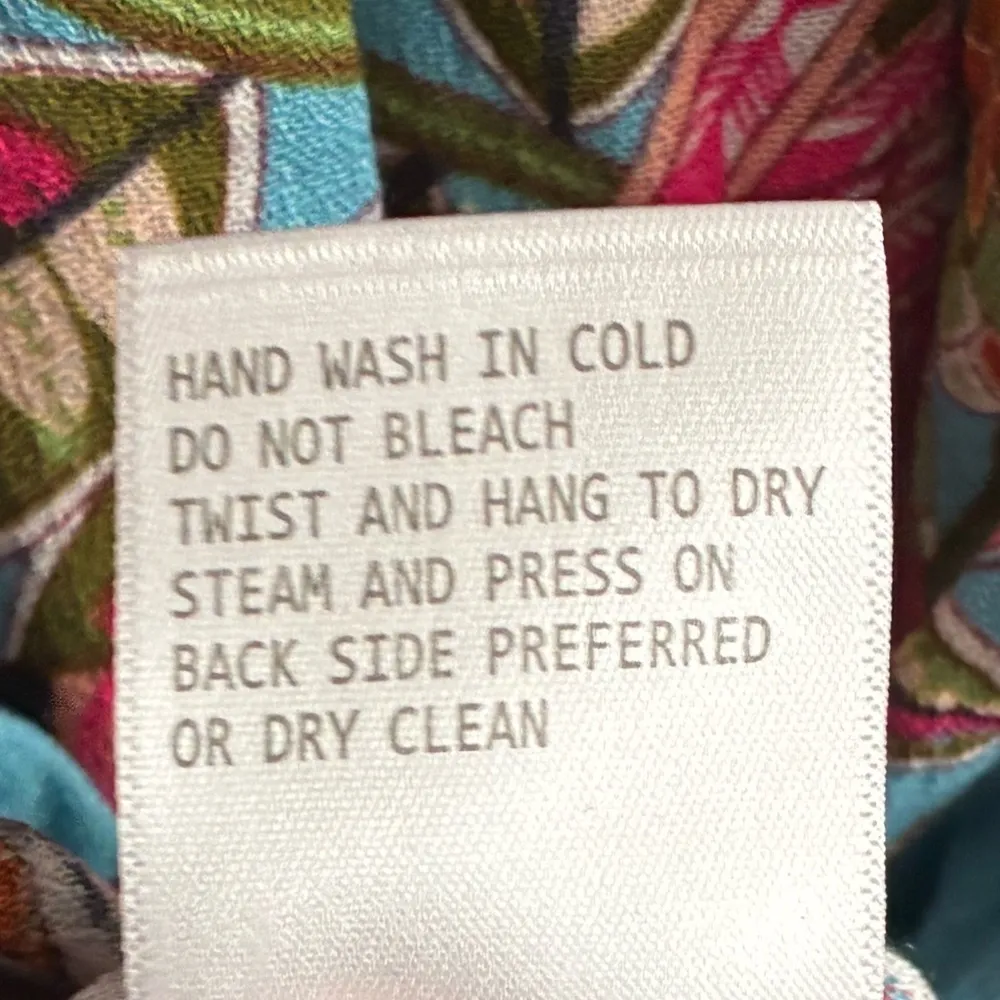 HAND WASH IN COLD
DO NOT BLEACH
TWIST AND HANG TO DRY
STEAM AND PRESS ON
BACK SIDE PREFERRED
OR DRY CLEAN